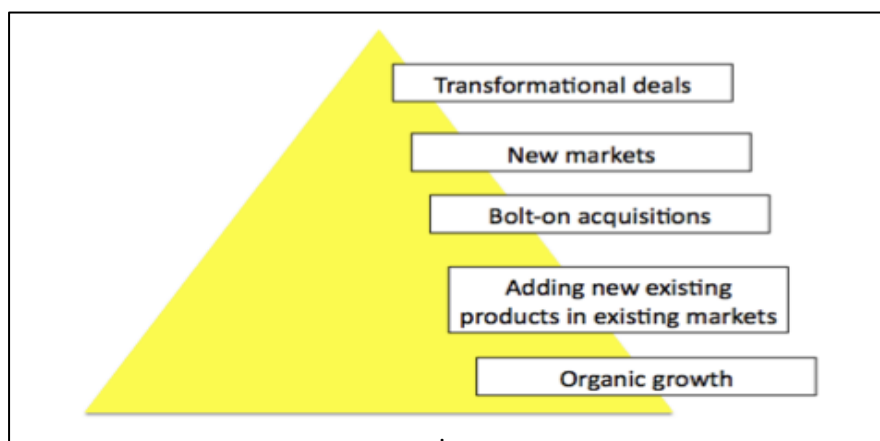 Transformational deals
New markets
Bolt-on acquisitions
Adding new existing
products in existing markets
Organic growth